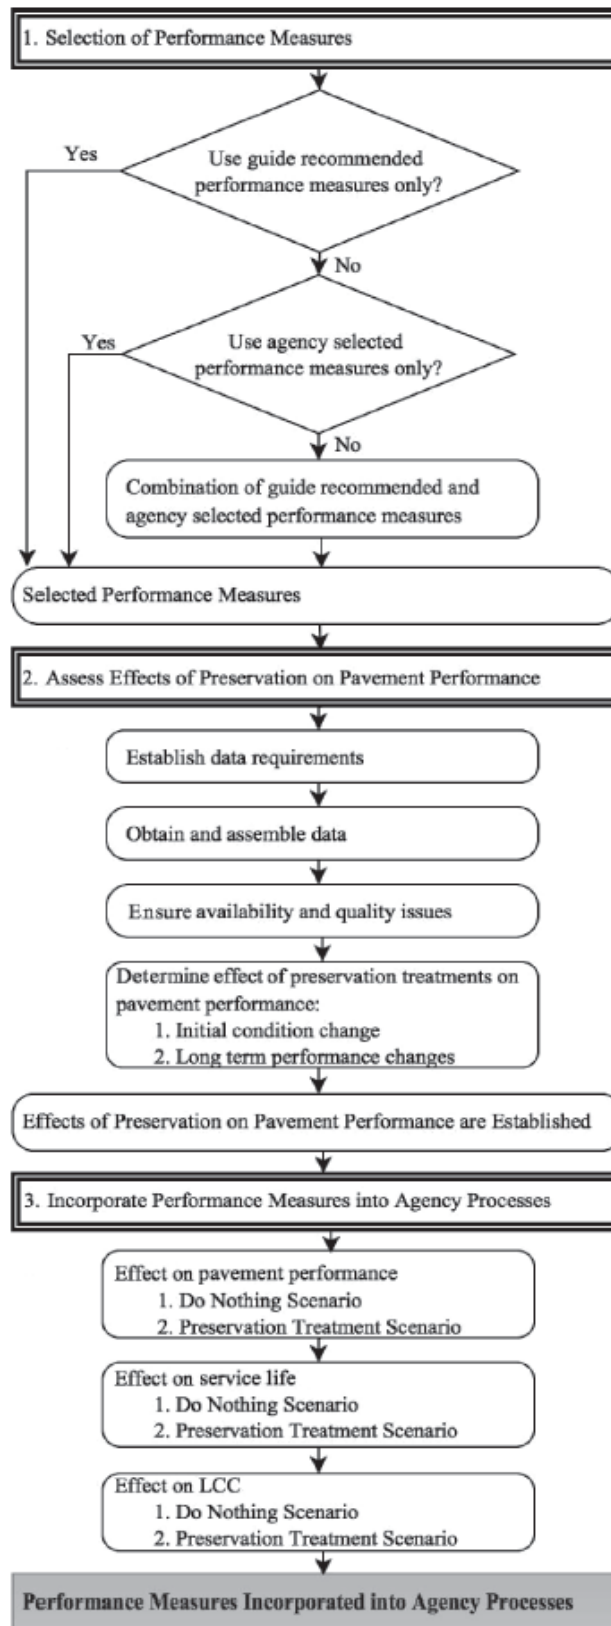 1. Selection of Performance Measures
Yes
Use guide recommended
performance measures only?
No
Yes
Use agency selected
performance measures only?
No
Combination of guide recommended and
agency selected performance measures
Selected Performance Measures
2. Assess Effects of Preservation on Pavement Performance
Establish data requirements
Obtain and assemble data
Ensure availability and quality issues
Determine effect of preservation treatments on
pavement performance:
1. Initial condition change
2. Long term performance changes
Effects of Preservation on Pavement Performance are Established
3. Incorporate Performance Measures into Agency Processes
Effect on pavement performance
1. Do Nothing Scenario
2. Preservation Treatment Scenario
Effect on service life
1. Do Nothing Scenario
2. Preservation Treatment Scenario
Effect on LCC
1. Do Nothing Scenario
2. Preservation Treatment Scenario
Performance Measures Incorporated into Agency Processes